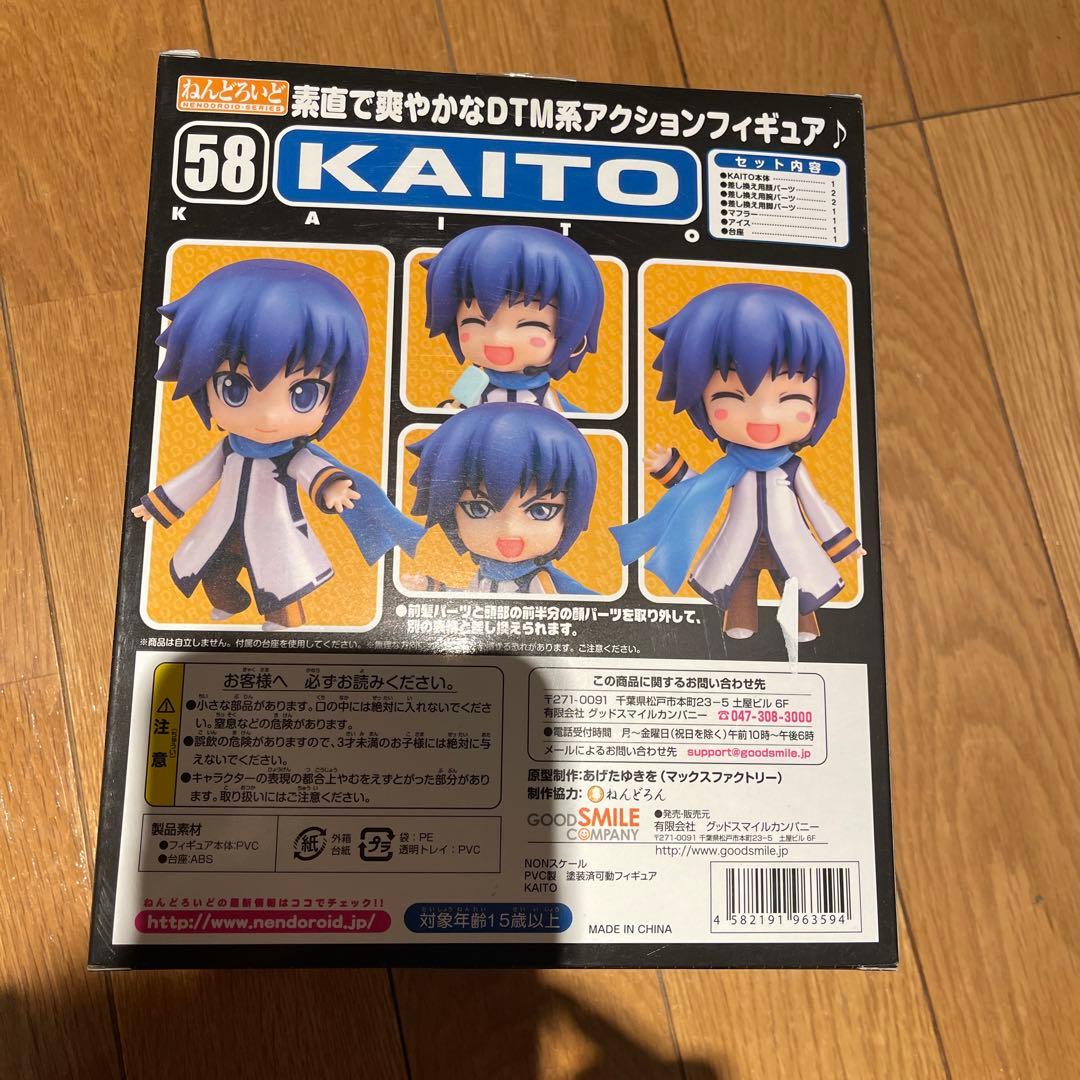 ねんどろいど
NENDOROID・SERIES
素直で爽やかなDTM系アクションフィギュア♪
58
KAITO
KAITO
セット内容
●KAITO本体 1
●差し換え用顔パーツ 2
●差し換え用腕パーツ 2
●差し換え用脚パーツ 1
●マフラー 1
●アイス 1
●台座 1
●前髪パーツと頭部の前半分の顔パーツを取り外して、
別の表情と差し換えられます。
※商品は自立しません。付属の台座を使用してください。
恐れがあります。ご注意ください。
お客様へ 必ずお読みください。
注意
●小さな部品があります。口の中には絶対に入れないでくださ
い。窒息などの危険があります。
●誤飲の危険がありますので、3才未満のお子様には絶対に与
えないでください。
●キャラクターの表現の都合上やむをえずとがった部分があり
ます。取り扱いにはご注意ください。
製品素材
●フィギュア本体:PVC
●台座:ABS
紙
外箱
台紙
プラ
袋:PE
透明トレイ:PVC
ねんどろいどの最新情報はココでチェック!!
http://www.nendoroid.jp/
対象年齢15歳以上
この商品に関するお問い合わせ先
〒271-0091 千葉県松戸市本町23-5 土屋ビル 6F
有限会社 グッドスマイルカンパニー ☎047-308-3000
●電話受付時間 月〜金曜日(祝日を除く)午前10時〜午後6時
メールによるお問い合わせ先 support@goodsmile.jp
原型制作:あげたゆきを(マックスファクトリー)
制作協力: ねんどろん
GOOD SMILE
COMPANY
●発売・販売元
有限会社 グッドスマイルカンパニー
〒271-0091 千葉県松戸市本町23-5 土屋ビル 6F
http://www.goodsmile.jp
NONスケール
PVC製 塗装済可動フィギュア
KAITO
MADE IN CHINA
4 582191 963594